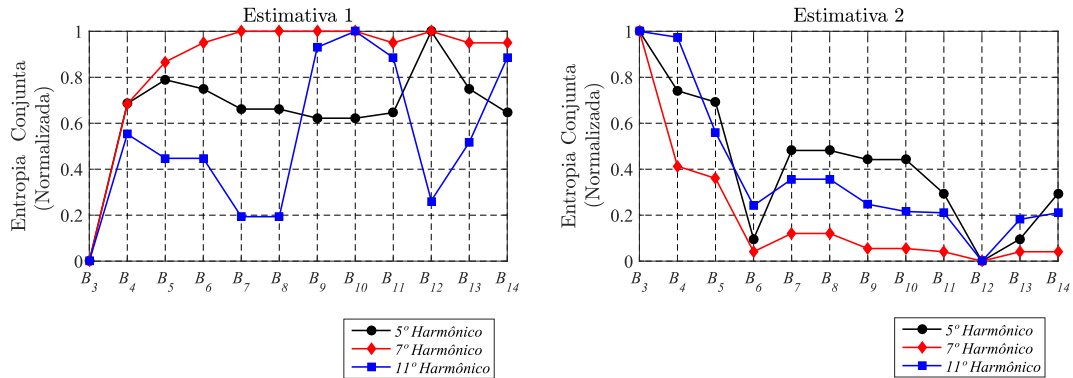 Estimativa 1
Entropia Conjunta
(Normalizada)
1
0.8
0.6
0.4
0.2
0
B3 B4 B5 B6 B7 B8 B9 B10 B11 B12 B13 B14
5º Harmônico
7º Harmônico
11º Harmônico
Estimativa 2
Entropia Conjunta
(Normalizada)
1
0.8
0.6
0.4
0.2
0
B3 B4 B5 B6 B7 B8 B9 B10 B11 B12 B13 B14
5º Harmônico
7º Harmônico
11º Harmônico